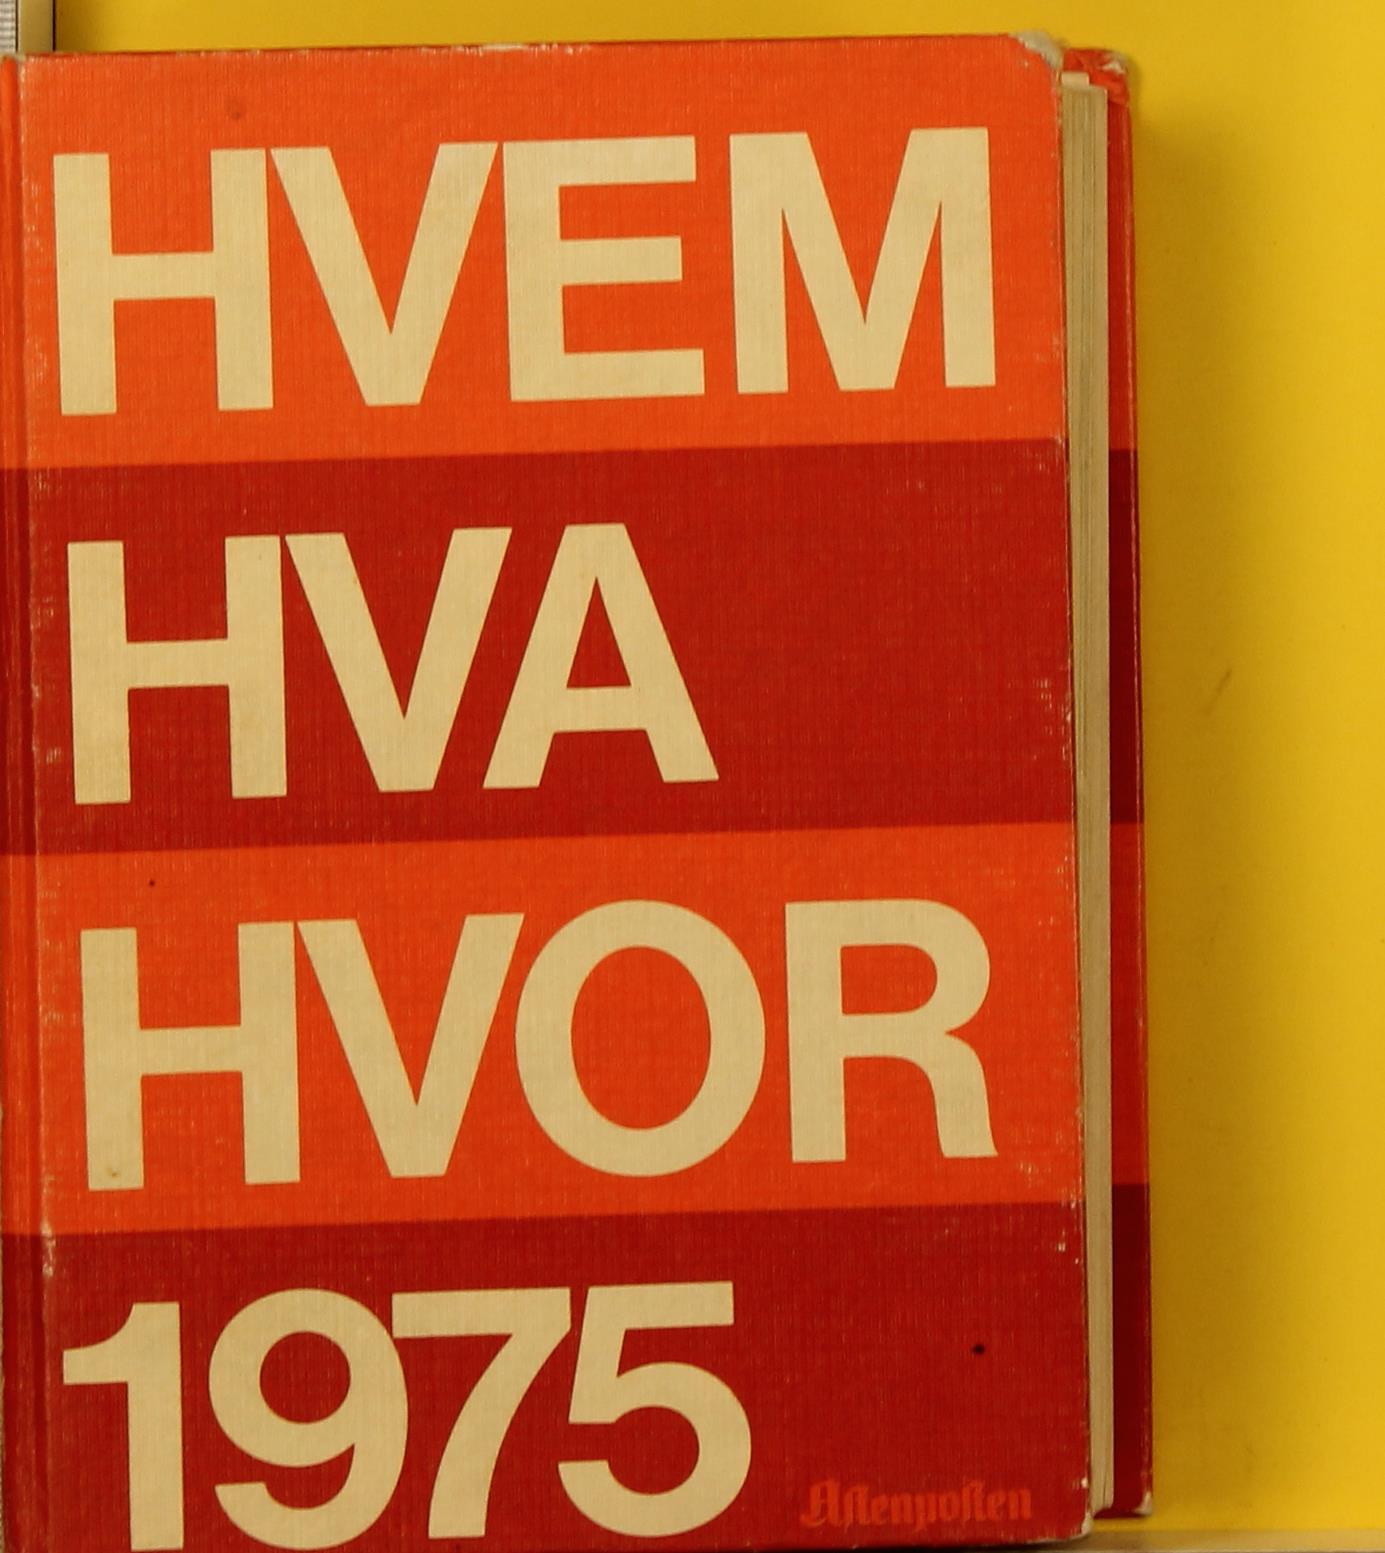 HVEM
HVA
HVOR
1975
Aftenposten